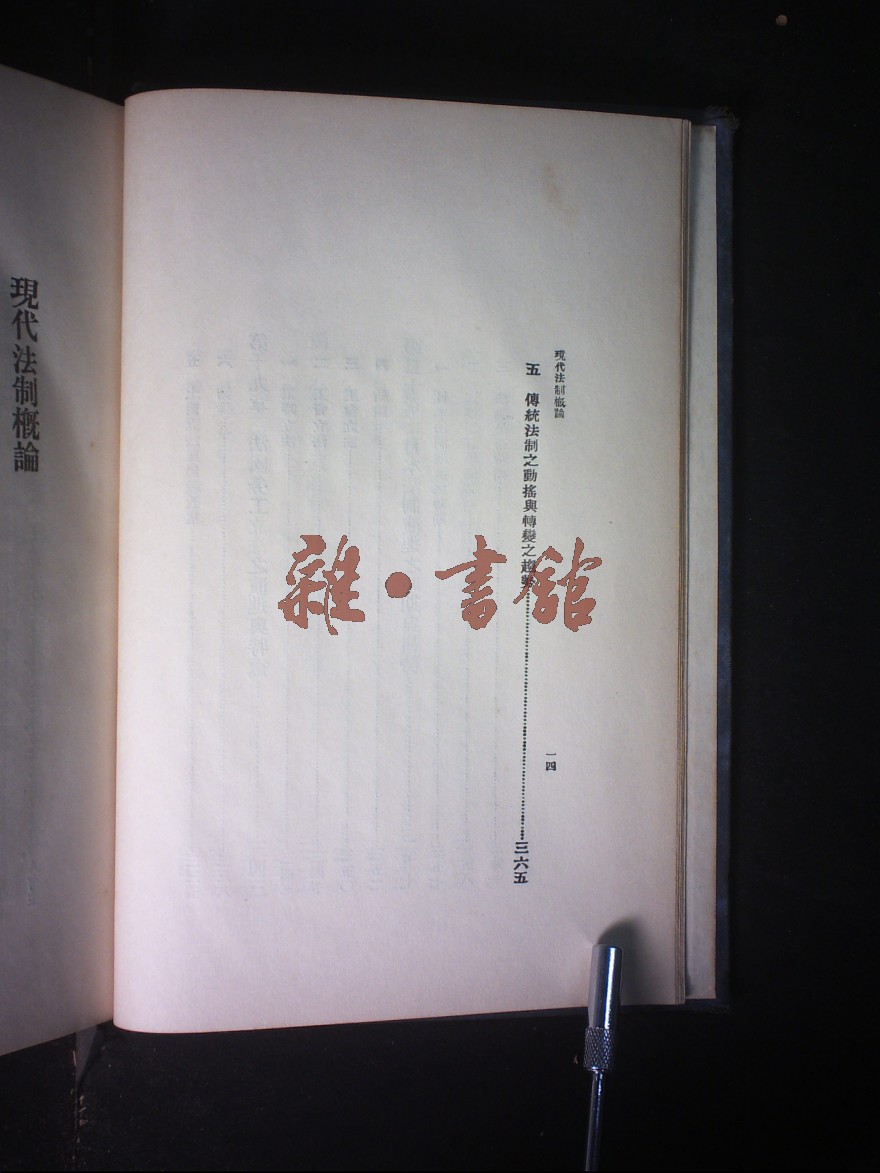 現代法制概論
五　傳統法制之動搖與轉變之趨勢……三六五
一四
現代法制概論
雜・書館